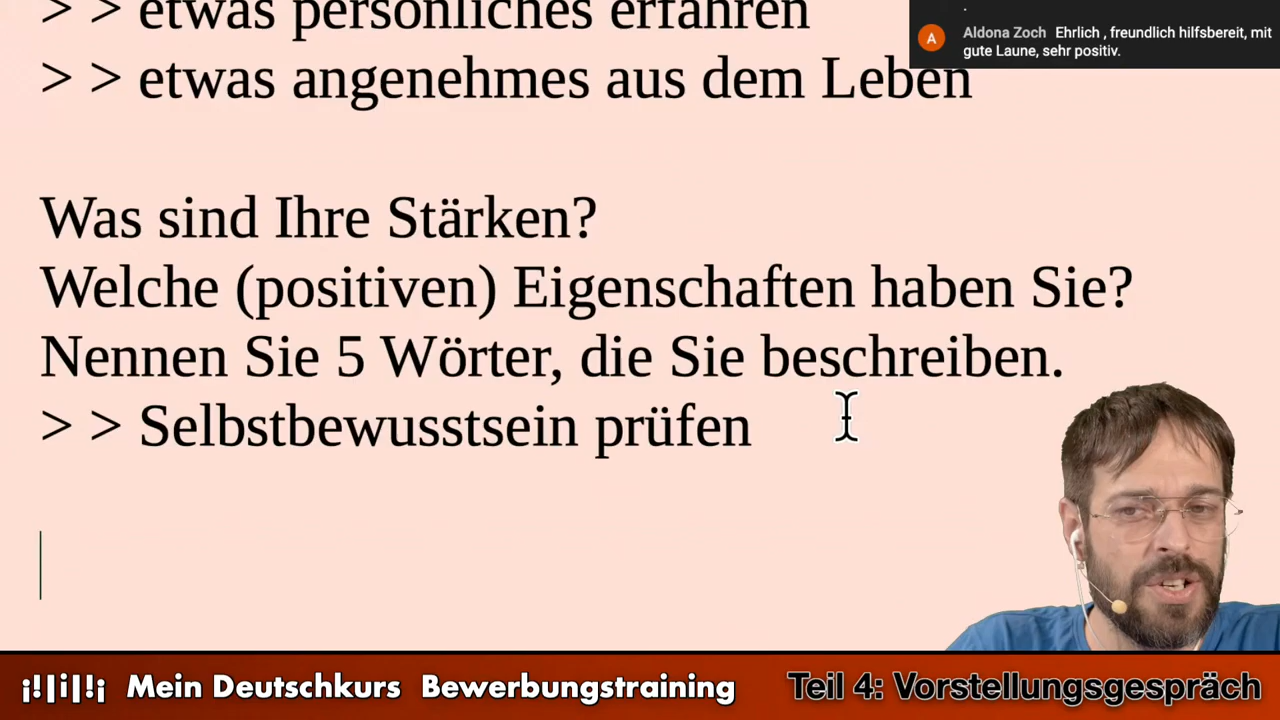 > > etwas persönliches erfahren
> > etwas angenehmes aus dem Leben
A Aldona Zoch Ehrlich , freundlich hilfsbereit, mit
gute Laune, sehr positiv.
Was sind Ihre Stärken?
Welche (positiven) Eigenschaften haben Sie?
Nennen Sie 5 Wörter, die Sie beschreiben.
> > Selbstbewusstsein prüfen
¡!|i|!¡ Mein Deutschkurs Bewerbungstraining Teil 4: Vorstellungsgespräch